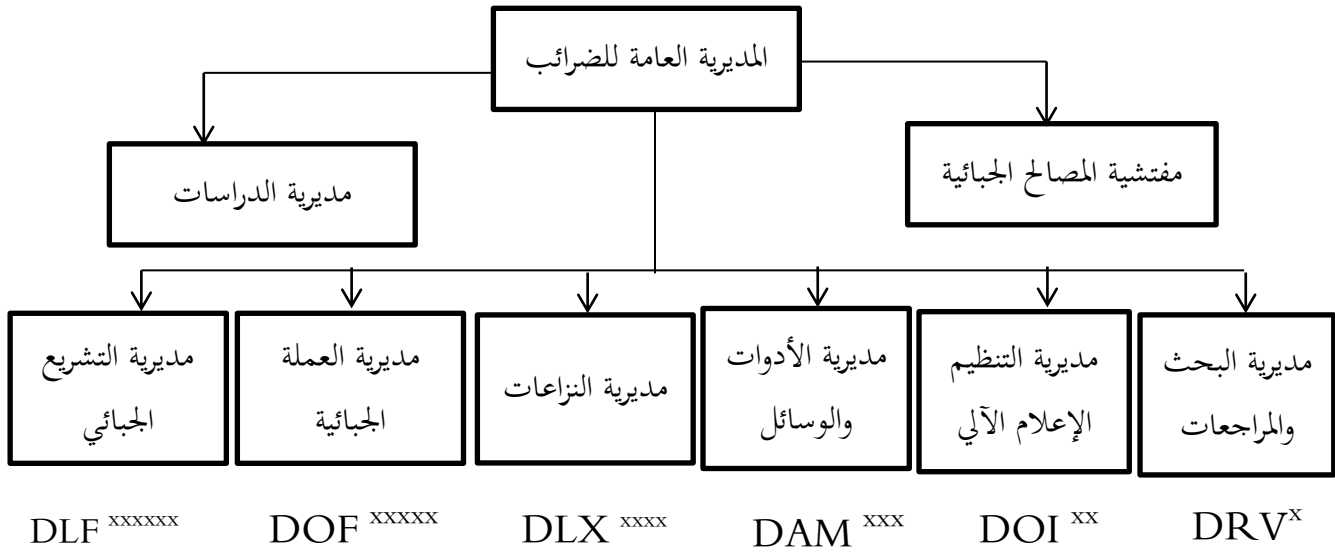 المديرية العامة للضرائب
مفتشية المصالح الجبائية
مديرية الدراسات
مديرية البحث
والمراجعات
مديرية التنظيم
الإعلام الآلي
مديرية الأدوات
والوسائل
مديرية النزاعات
مديرية العملة
الجبائية
مديرية التشريع
الجبائي
DRV x
DOI xx
DAM xxx
DLX xxxx
DOF xxxxx
DLF xxxxxx